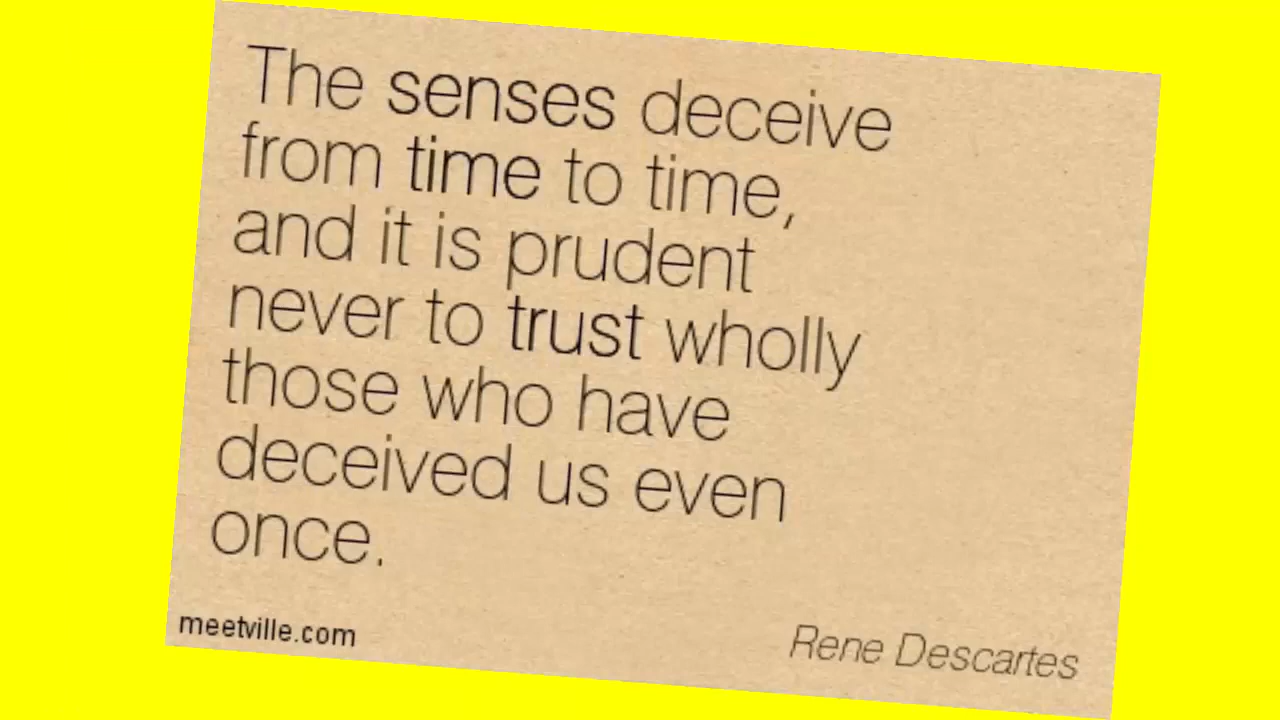 The senses deceive
from time to time,
and it is prudent
never to trust wholly
those who have
deceived us even
once.
meetville.com
Rene Descartes